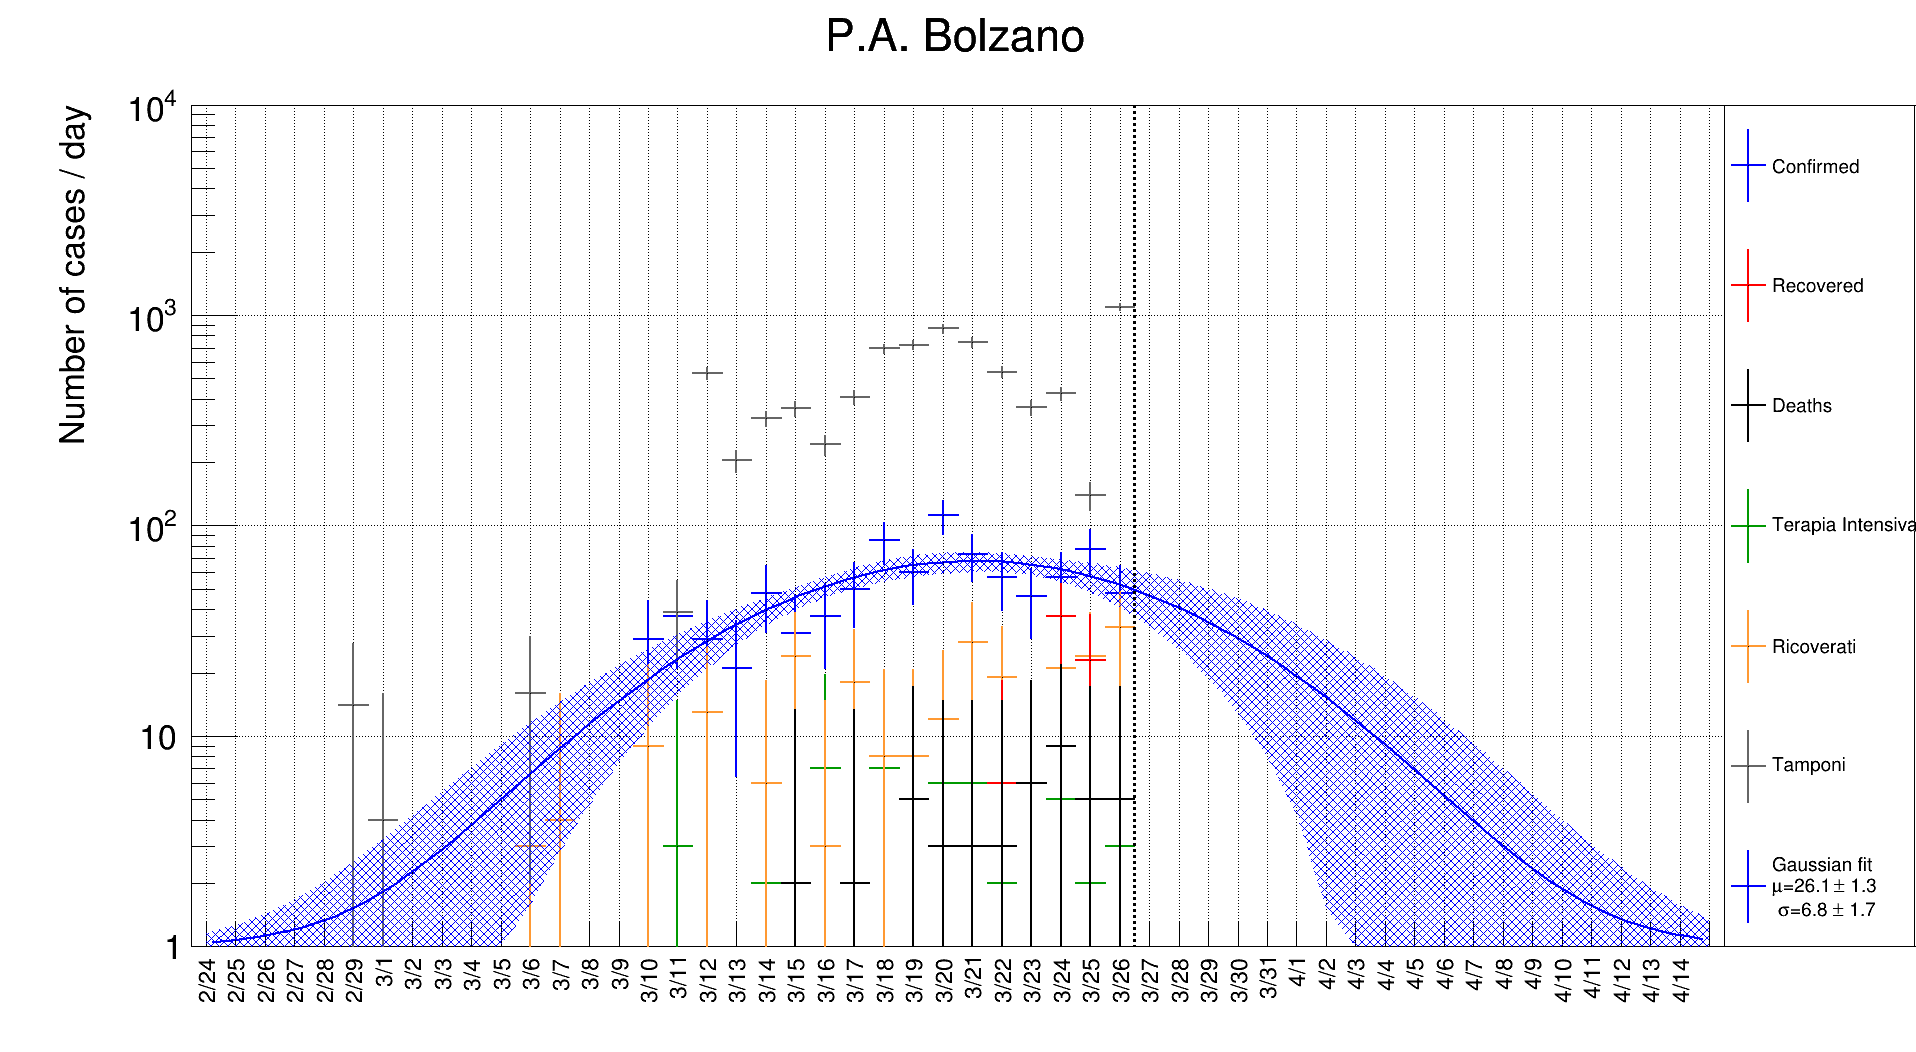 P.A. Bolzano
Number of cases / day
10⁴
10³
10²
10
1
2/24 2/25 2/26 2/27 2/28 2/29 3/1 3/2 3/3 3/4 3/5 3/6 3/7 3/8 3/9 3/10 3/11 3/12 3/13 3/14 3/15 3/16 3/17 3/18 3/19 3/20 3/21 3/22 3/23 3/24 3/25 3/26 3/27 3/28 3/29 3/30 3/31 4/1 4/2 4/3 4/4 4/5 4/6 4/7 4/8 4/9 4/10 4/11 4/12 4/13 4/14
Confirmed
Recovered
Deaths
Terapia Intensiva
Ricoverati
Tamponi
Gaussian fit
μ=26.1 ± 1.3
σ=6.8 ± 1.7